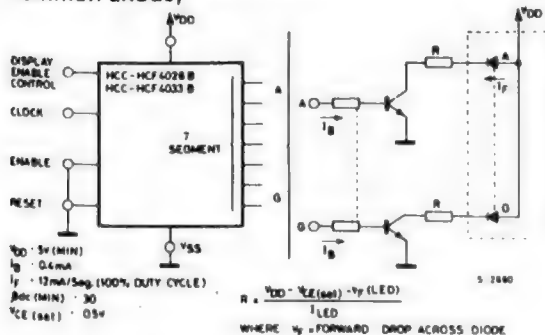 VDD
VDD
DISPLAY
ENABLE
CONTROL
HCC-HCF4026B
HCC-HCF4033B
CLOCK
ENABLE
RESET
7
SEGMENT
A
G
VSS
A
IB
R
A
IF
G
IB
R
G
VDD : 5V (MIN)
IB : 0.4mA
IF : 12mA/Seg. (100% DUTY CYCLE)
βdc (MIN) : 30
VCE (sat) : 0.5V
S-2690
R = VDD - VCE(sat) - VF (LED)
I LED
WHERE VF = FORWARD DROP ACROSS DIODE